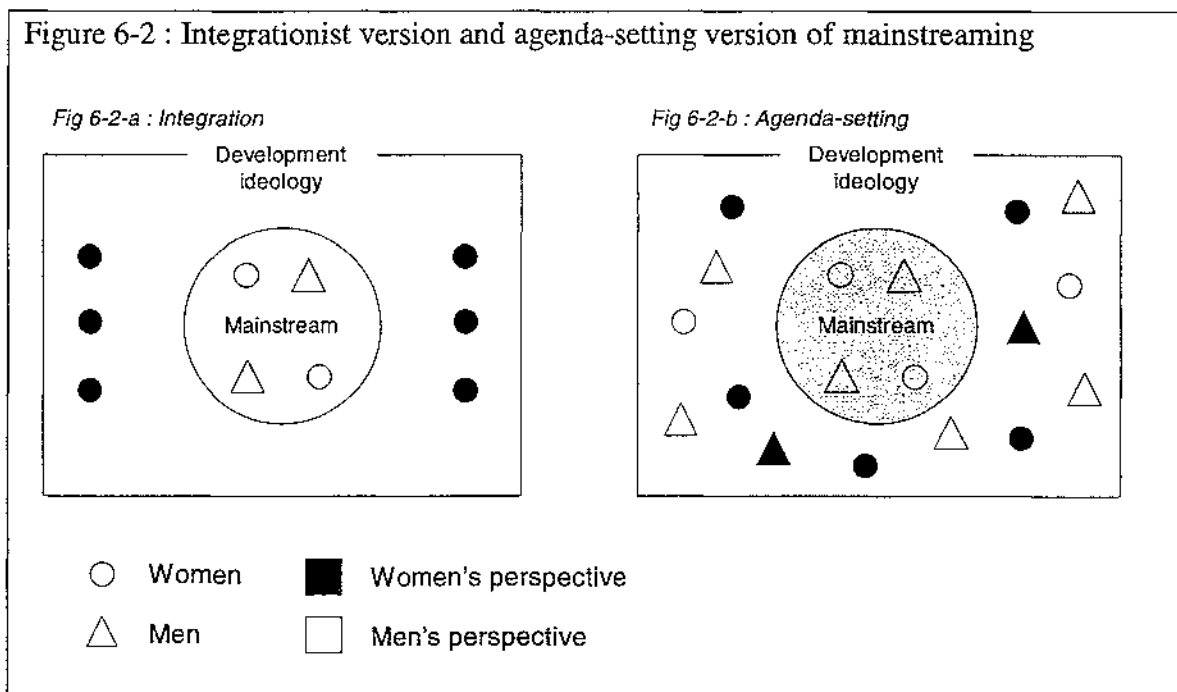 Figure 6-2 : Integrationist version and agenda-setting version of mainstreaming
Fig 6-2-a : Integration
Development
ideology
Mainstream
Fig 6-2-b : Agenda-setting
Development
ideology
Mainstream
Women
Women's perspective
Men
Men's perspective